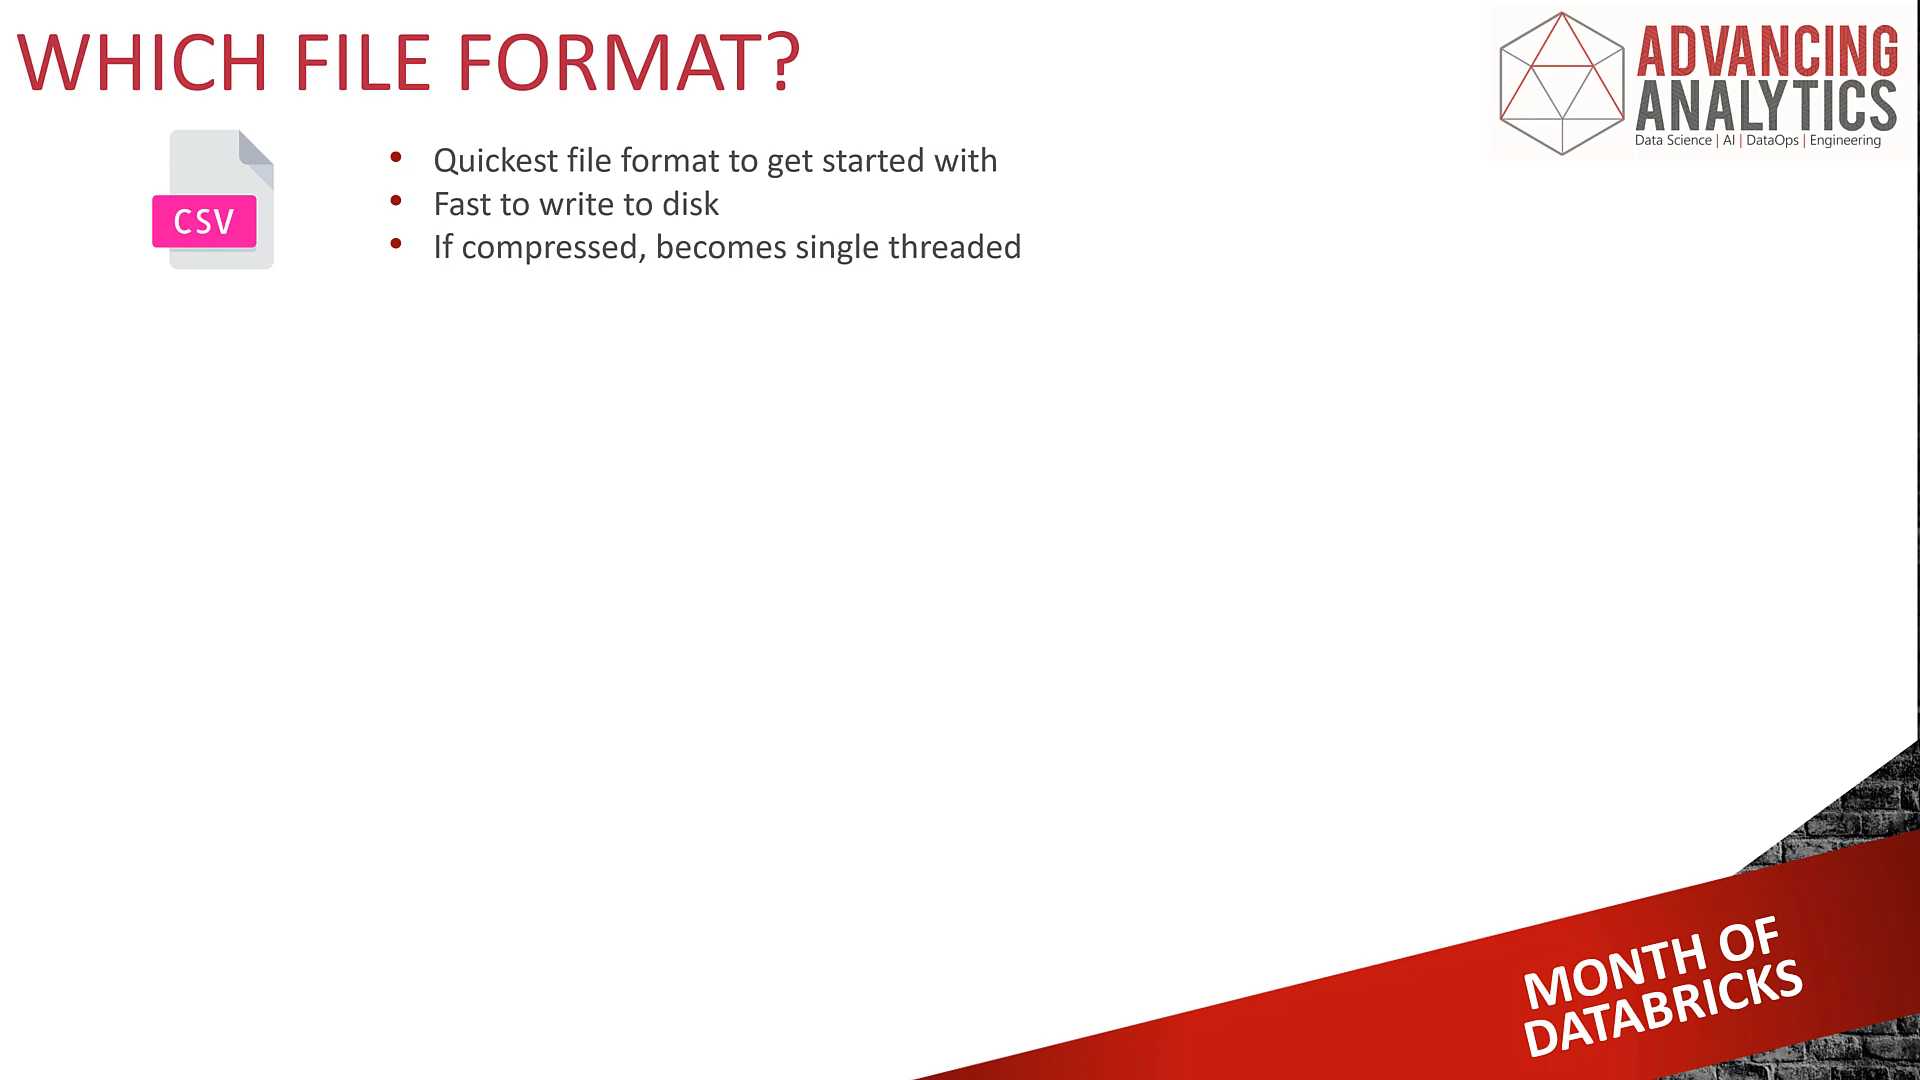 WHICH FILE FORMAT?
ADVANCING
ANALYTICS
Data Science | AI | DataOps | Engineering
CSV
• Quickest file format to get started with
• Fast to write to disk
• If compressed, becomes single threaded
MONTH OF
DATABRICKS